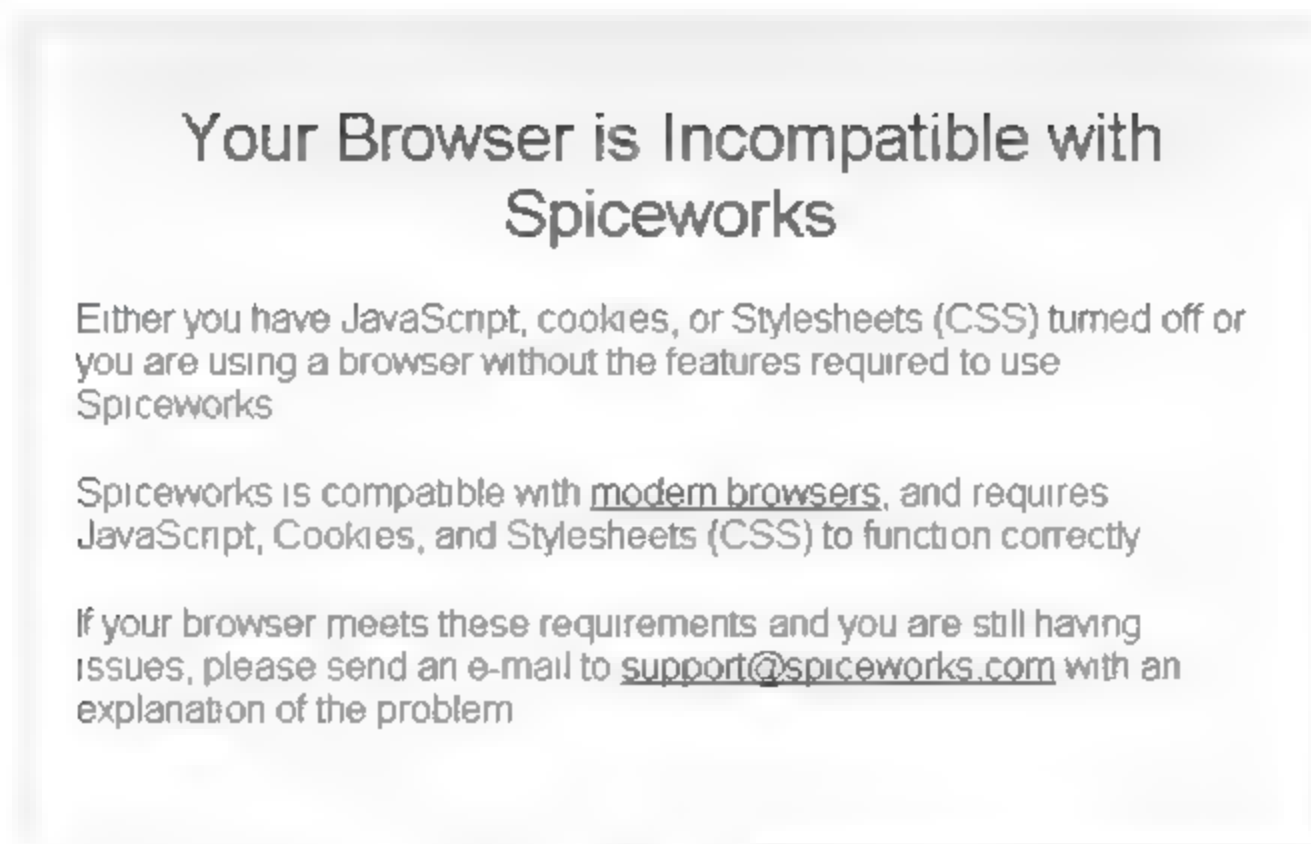 Your Browser is Incompatible with
Spiceworks
Either you have JavaScript, cookies, or Stylesheets (CSS) turned off or
you are using a browser without the features required to use
Spiceworks
Spiceworks is compatible with modern browsers, and requires
JavaScript, Cookies, and Stylesheets (CSS) to function correctly
If your browser meets these requirements and you are still having
issues, please send an e-mail to support@spiceworks.com with an
explanation of the problem